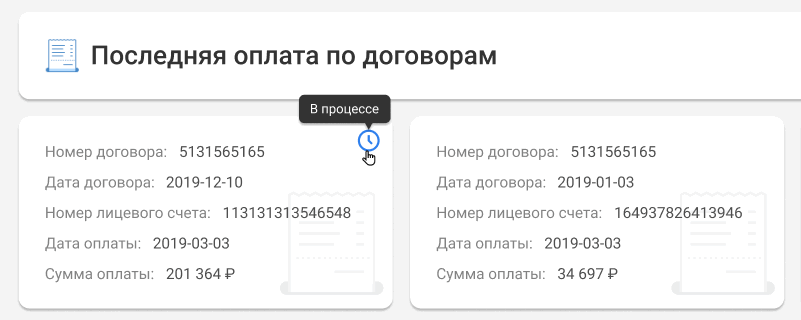 Последняя оплата по договорам
В процессе
Номер договора: 5131565165
Дата договора: 2019-12-10
Номер лицевого счета: 113131313546548
Дата оплаты: 2019-03-03
Сумма оплаты: 201 364 ₽
Номер договора: 5131565165
Дата договора: 2019-01-03
Номер лицевого счета: 164937826413946
Дата оплаты: 2019-03-03
Сумма оплаты: 34 697 ₽